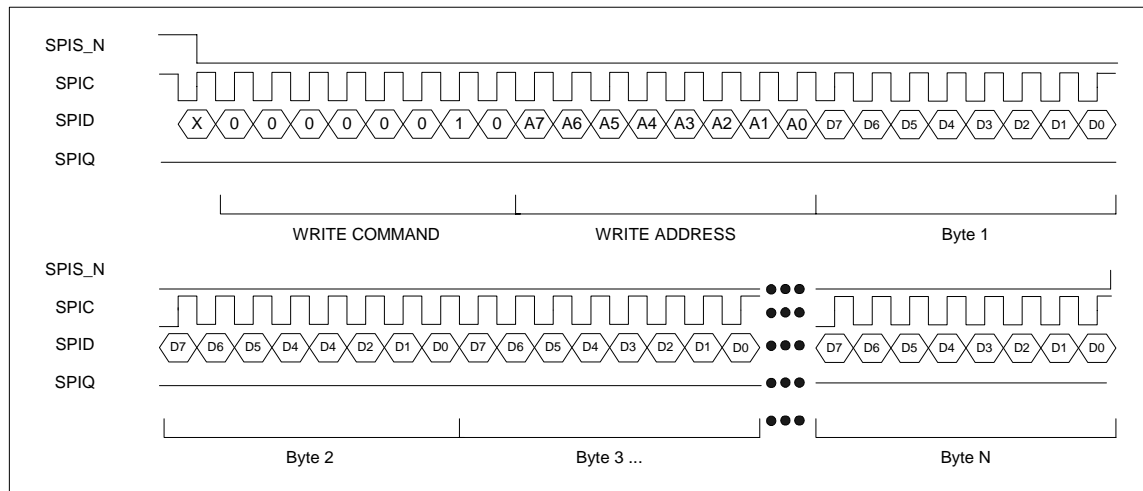 SPIS_N
SPIC
SPID X 0 0 0 0 0 0 1 0 A7 A6 A5 A4 A3 A2 A1 A0 D7 D6 D5 D4 D3 D2 D1 D0
SPIQ
WRITE COMMAND WRITE ADDRESS Byte 1
SPIS_N
SPIC
SPID D7 D6 D5 D4 D4 D2 D1 D0 D7 D6 D5 D4 D3 D2 D1 D0 D7 D6 D5 D4 D3 D2 D1 D0
SPIQ
Byte 2 Byte 3 ... Byte N